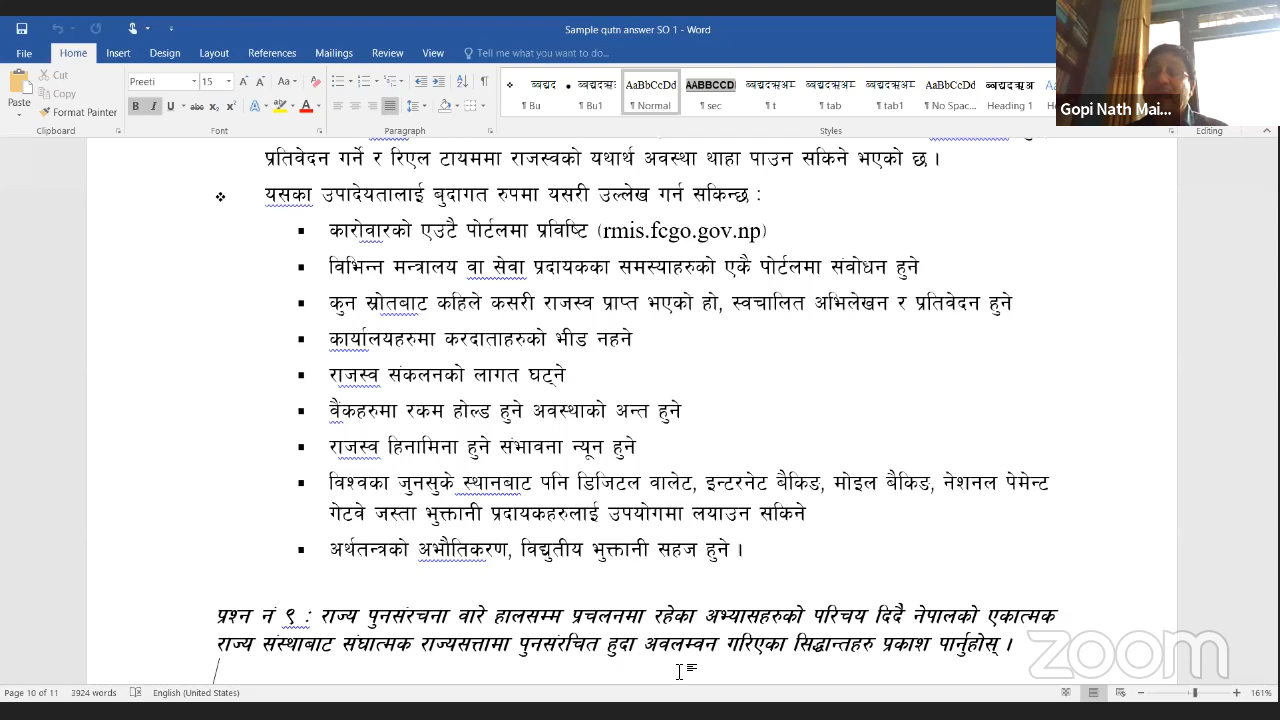 Sample qutn answer SO 1 - Word
File Home Insert Design Layout References Mailings Review View Tell me what you want to do...
Cut
Copy
Format Painter
Paste
Preeti 15
AaBbCcDd AABBCCD AaBbCcDd
¶ Bu ¶ Bu1 ¶ Normal ¶ sec ¶ t ¶ tab ¶ tab1 ¶ No Spac... Heading 1 ¶
Clipboard Font Paragraph Styles Editing
Gopi Nath Mai...
प्रतिवेदन गर्ने र रिएल टायममा राजस्वको यथार्थ अवस्था थाहा पाउन सकिने भएको छ ।
❖ यसका उपादेयतालाई बुदागत रुपमा यसरी उल्लेख गर्न सकिन्छ :
▪ कारोवारको एउटै पोर्टलमा प्रविष्टि (rmis.fcgo.gov.np)
▪ विभिन्न मन्त्रालय वा सेवा प्रदायकका समस्याहरुको एकै पोर्टलमा संवोधन हुने
▪ कुन स्रोतबाट कहिले कसरी राजस्व प्राप्त भएको हो, स्वचालित अभिलेखन र प्रतिवेदन हुने
▪ कार्यालयहरुमा करदाताहरुको भीड नहने
▪ राजस्व संकलनको लागत घट्ने
▪ वैंकहरुमा रकम होल्ड हुने अवस्थाको अन्त हुने
▪ राजस्व हिनामिना हुने संभावना न्यून हुने
▪ विश्वका जुनसुके स्थानबाट पनि डिजिटल वालेट, इन्टरनेट बैकिङ, मोइल बैकिङ, नेशनल पेमेन्ट
गेटवे जस्ता भुक्तानी प्रदायकहरुलाई उपयोगमा लयाउन सकिने
▪ अर्थतन्त्रको अभौतिकरण, विद्युतीय भुक्तानी सहज हुने ।
प्रश्न नं ९ : राज्य पुनसंरचना वारे हालसम्म प्रचलनमा रहेका अभ्यासहरुको परिचय दिदै नेपालको एकात्मक
राज्य संस्थाबाट संघात्मक राज्यसत्तामा पुनसंरचित हुदा अवलम्वन गरिएका सिद्धान्तहरु प्रकाश पार्नुहोस् ।
zoom
Page 10 of 11 3924 words English (United States) 161%